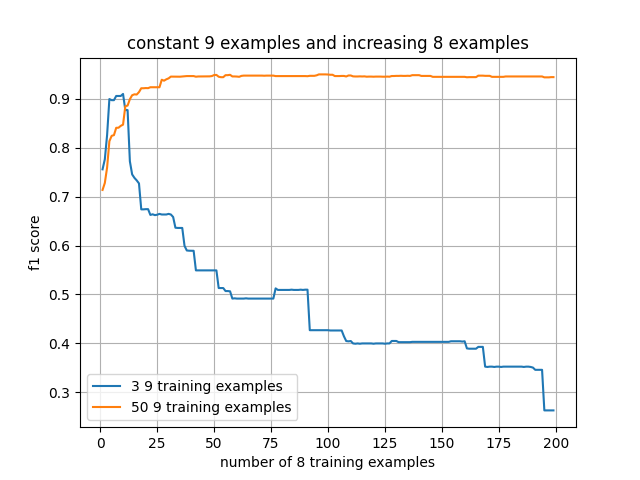 constant 9 examples and increasing 8 examples
f1 score
0.9
0.8
0.7
0.6
0.5
0.4
0.3
3 9 training examples
50 9 training examples
0 25 50 75 100 125 150 175 200
number of 8 training examples